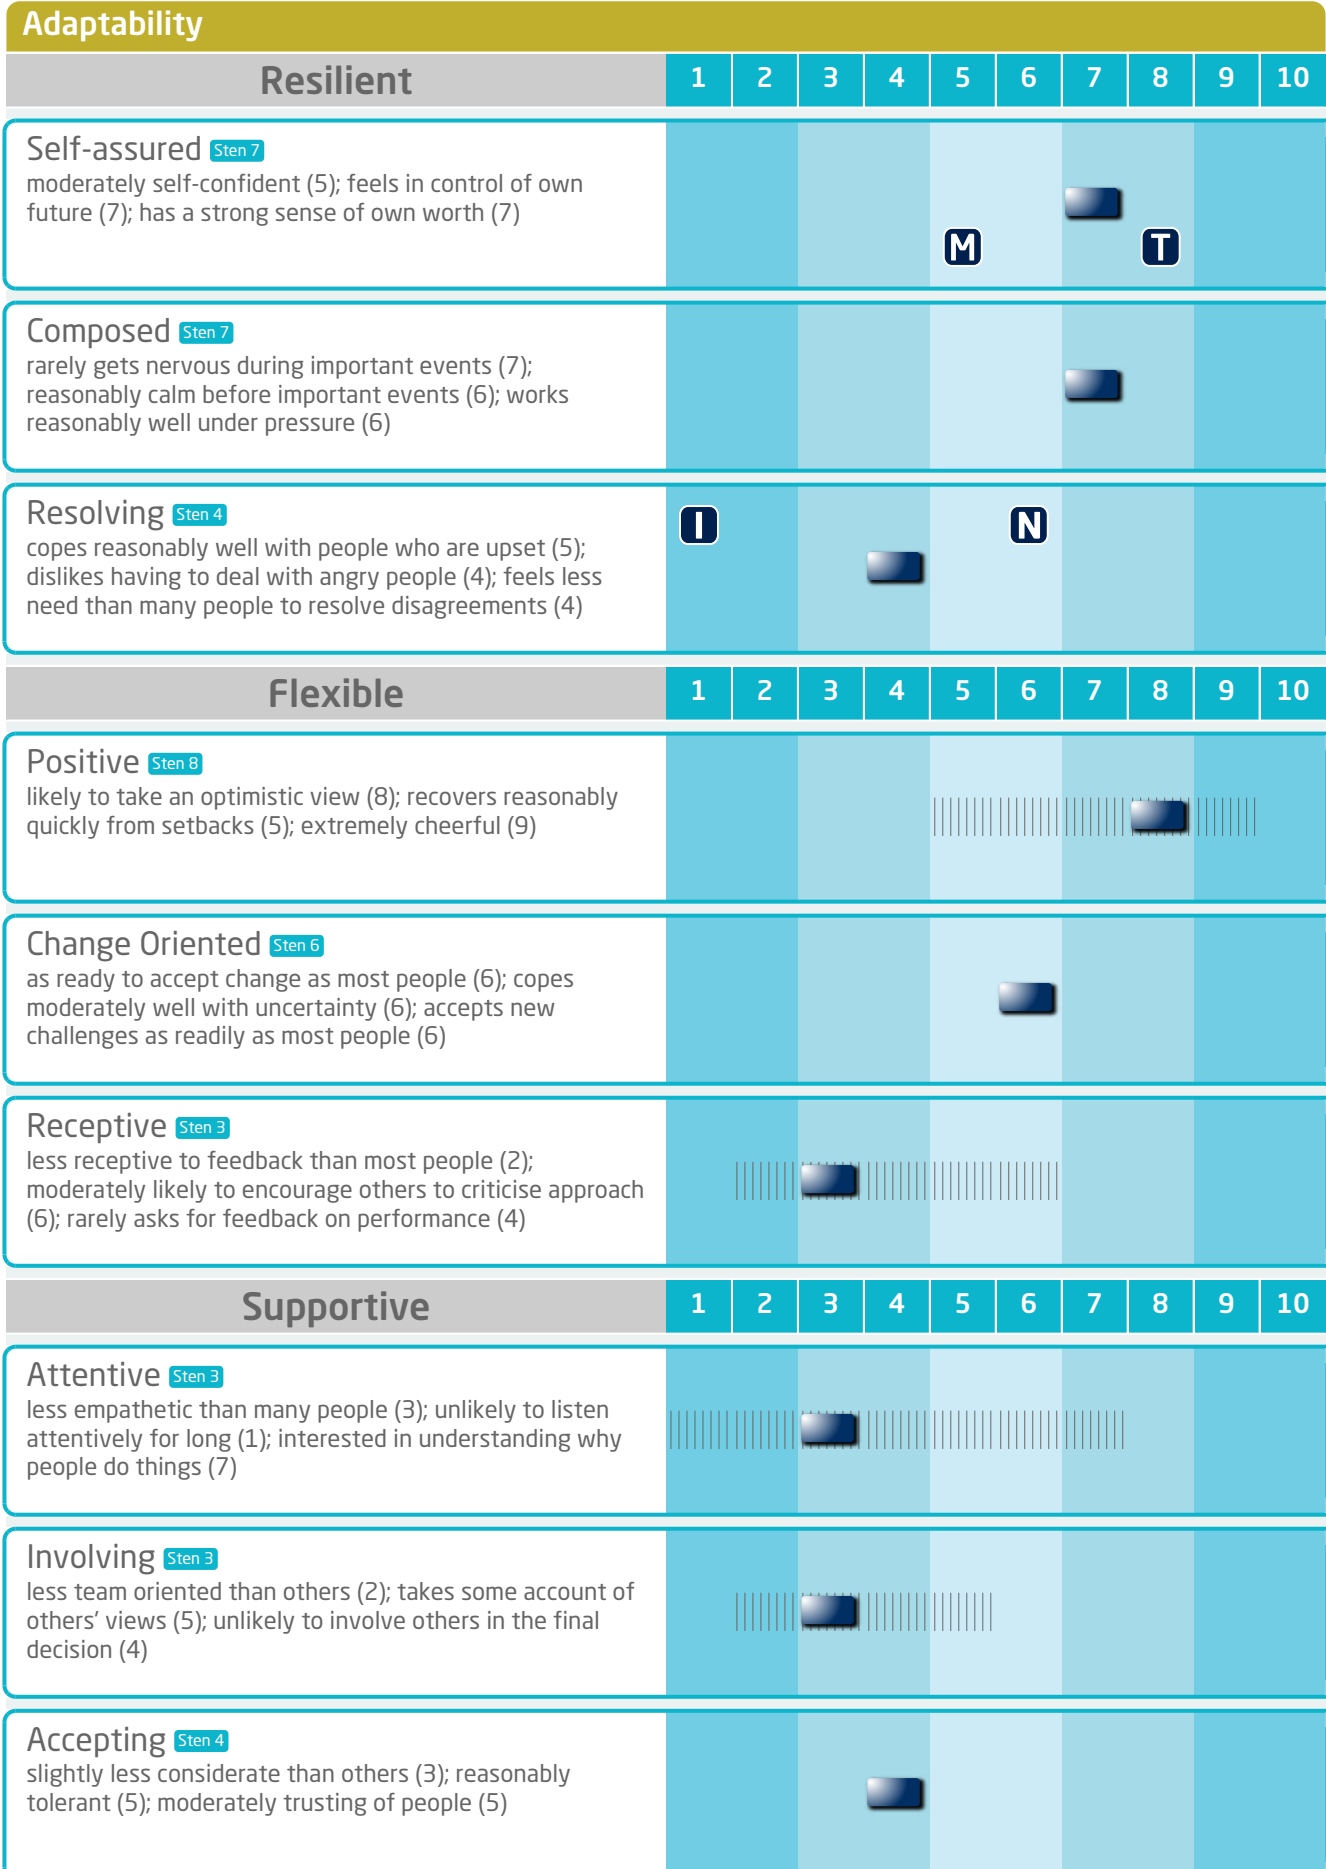 Adaptability
Resilient 1 2 3 4 5 6 7 8 9 10
Self-assured Sten 7
moderately self-confident (5); feels in control of own
future (7); has a strong sense of own worth (7)
M T
Composed Sten 7
rarely gets nervous during important events (7);
reasonably calm before important events (6); works
reasonably well under pressure (6)
Resolving Sten 4
I N
copes reasonably well with people who are upset (5);
dislikes having to deal with angry people (4); feels less
need than many people to resolve disagreements (4)
Flexible 1 2 3 4 5 6 7 8 9 10
Positive Sten 8
likely to take an optimistic view (8); recovers reasonably
quickly from setbacks (5); extremely cheerful (9)
Change Oriented Sten 6
as ready to accept change as most people (6); copes
moderately well with uncertainty (6); accepts new
challenges as readily as most people (6)
Receptive Sten 3
less receptive to feedback than most people (2);
moderately likely to encourage others to criticise approach
(6); rarely asks for feedback on performance (4)
Supportive 1 2 3 4 5 6 7 8 9 10
Attentive Sten 3
less empathetic than many people (3); unlikely to listen
attentively for long (1); interested in understanding why
people do things (7)
Involving Sten 3
less team oriented than others (2); takes some account of
others' views (5); unlikely to involve others in the final
decision (4)
Accepting Sten 4
slightly less considerate than others (3); reasonably
tolerant (5); moderately trusting of people (5)